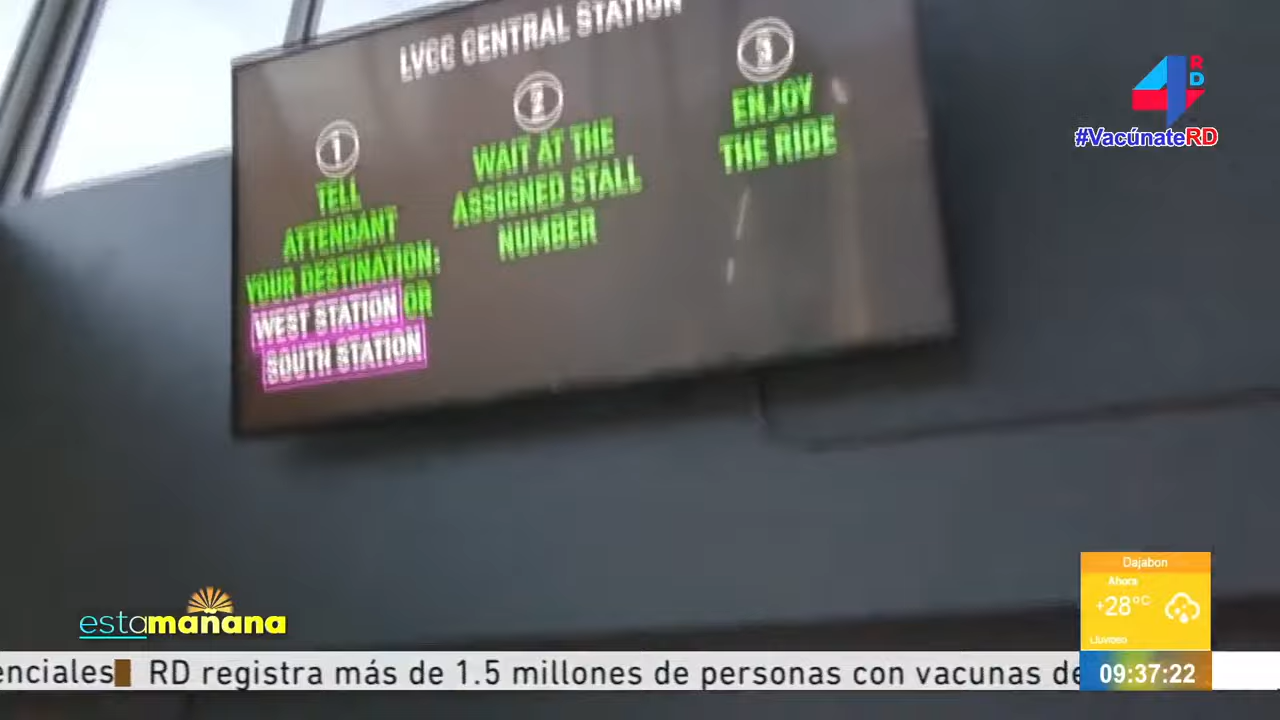 LVCC CENTRAL STATION
1
TELL
ATTENDANT
YOUR DESTINATION:
WEST STATION OR
SOUTH STATION
2
WAIT AT THE
ASSIGNED STALL
NUMBER
3
ENJOY
THE RIDE
4RD
#VacúnateRD
Dajabon
Ahora
+28°C
LLUVIOSO
estamañana
enciales RD registra más de 1.5 millones de personas con vacunas de
09:37:22